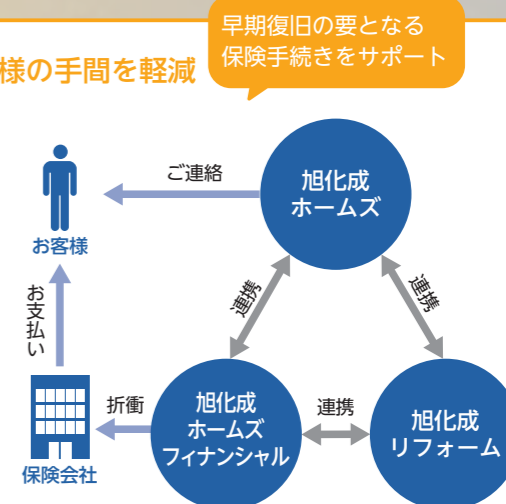 早期復旧の要となる
保険手続きをサポート
様の手間を軽減
ご連絡
旭化成
ホームズ
お客様
連携
連携
お支払い
折衝
旭化成
ホームズ
フィナンシャル
連携
旭化成
リフォーム
保険会社